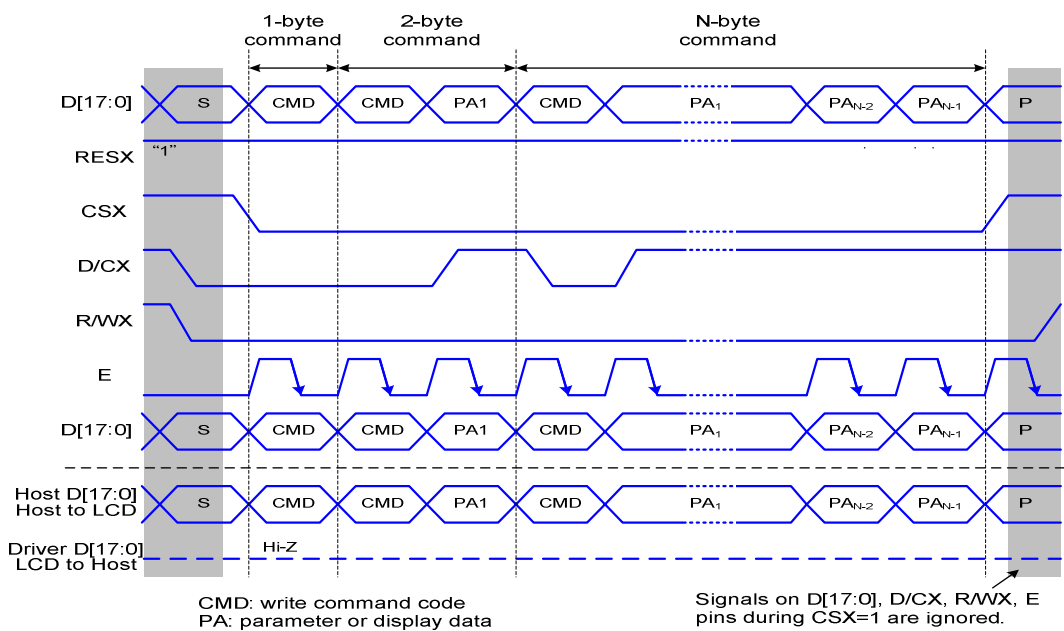 1-byte command
2-byte command
N-byte command
D[17:0]
S
CMD
CMD
PA1
CMD
PA1
PAN-2
PAN-1
P
RESX
“1”
CSX
D/CX
R/WX
E
D[17:0]
S
CMD
CMD
PA1
CMD
PA1
PAN-2
PAN-1
P
Host D[17:0]
Host to LCD
S
CMD
CMD
PA1
CMD
PA1
PAN-2
PAN-1
P
Driver D[17:0]
LCD to Host
Hi-Z
CMD: write command code
PA: parameter or display data
Signals on D[17:0], D/CX, R/WX, E
pins during CSX=1 are ignored.